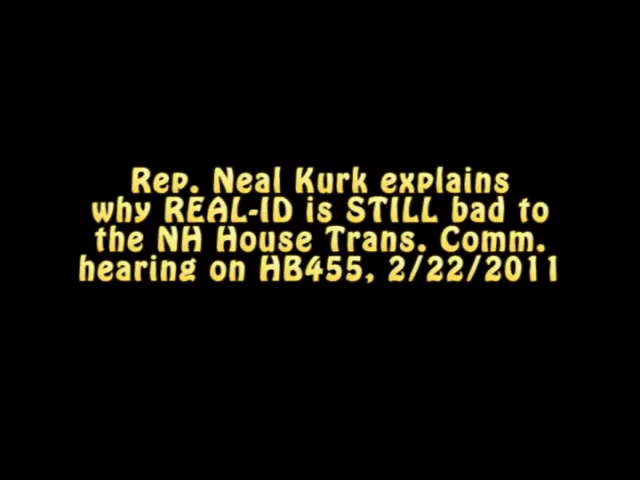 Rep. Neal Kurk explains
why REAL-ID is STILL bad to
the NH House Trans. Comm.
hearing on HB455, 2/22/2011